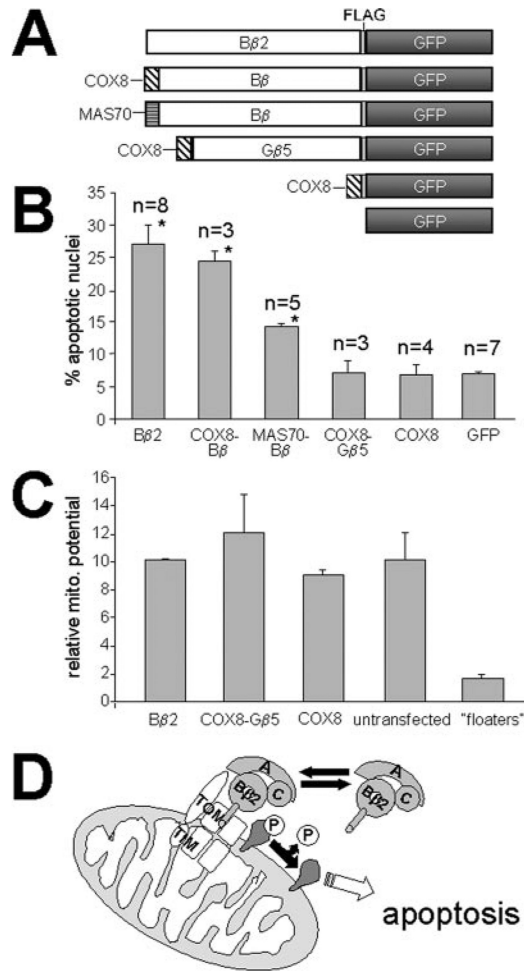 A
FLAG
Bβ2 GFP
COX8 Bβ GFP
MAS70 Bβ GFP
COX8 Gβ5 GFP
COX8 GFP
GFP
B
% apoptotic nuclei
35
30
25
20
15
10
5
0
n=8
*
n=3
*
n=5
*
n=3
n=4
n=7
Bβ2
COX8-
Bβ
MAS70-
Bβ
COX8-
Gβ5
COX8
GFP
C
relative mito. potential
16
14
12
10
8
6
4
2
0
Bβ2 COX8-Gβ5 COX8 untransfected "floaters"
D
A
Bβ2
C
A
Bβ2
C
TOM
TIM
P
P
apoptosis